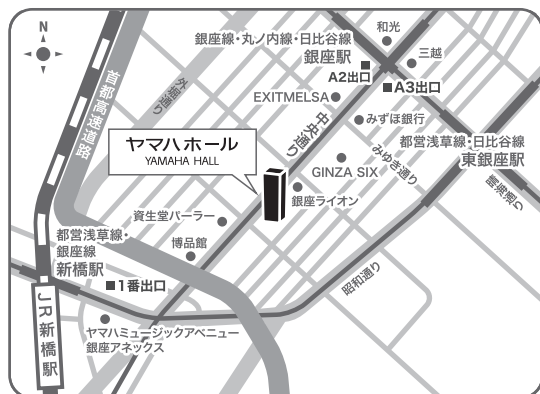 N
和光
銀座線・丸ノ内線・日比谷線
銀座駅
三越
A2出口
A3出口
EXITMELSA
みずほ銀行
外堀通り
首都高速道路
中央通り
都営浅草線・日比谷線
東銀座駅
ヤマハホール
YAMAHA HALL
みゆき通り
GINZA SIX
晴海通り
銀座ライオン
資生堂パーラー
都営浅草線・
銀座線
新橋駅
博品館
昭和通り
1番出口
JR新橋駅
ヤマハミュージックアベニュー
銀座アネックス